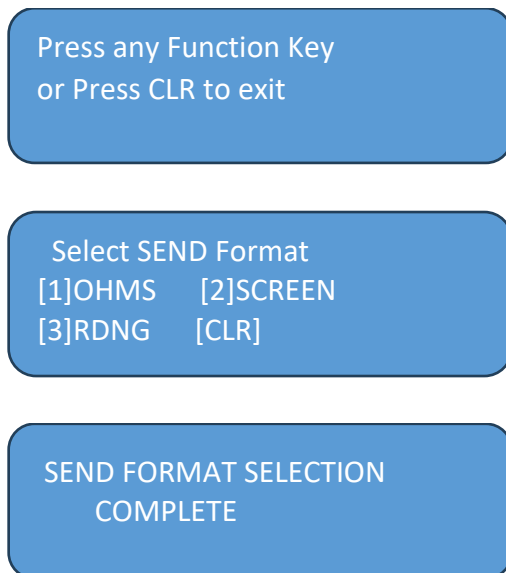 Press any Function Key
or Press CLR to exit
Select SEND Format
[1]OHMS [2]SCREEN
[3]RDNG [CLR]
SEND FORMAT SELECTION
COMPLETE